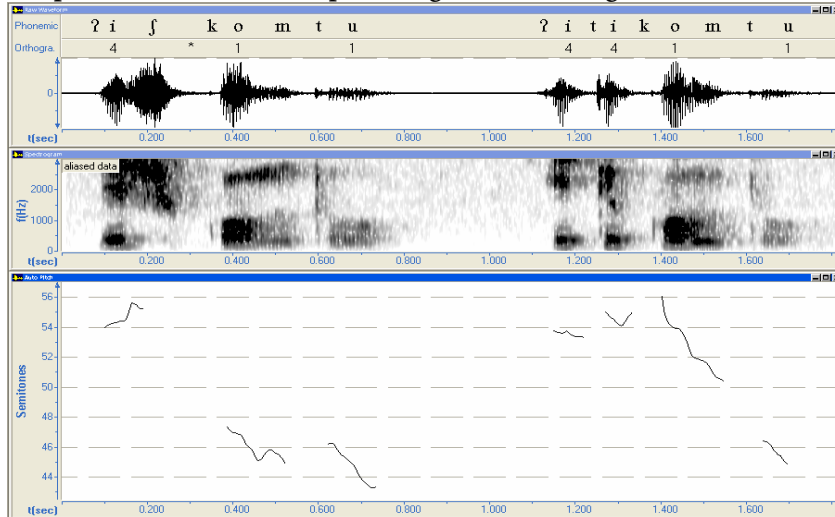 Raw Waveform
Phonemic ʔ i ʃ k o m t u ʔ i t i k o m t u
Orthogra. 4 * 1 1 4 4 1 1
0
t(sec) 0.200 0.400 0.600 0.800 1.000 1.200 1.400 1.600
Spectrogram
aliased data
f(Hz)
2000
1000
0
t(sec) 0.200 0.400 0.600 0.800 1.000 1.200 1.400 1.600
Auto Pitch
Semitones
56
54
52
50
48
46
44
t(sec) 0.200 0.400 0.600 0.800 1.000 1.200 1.400 1.600